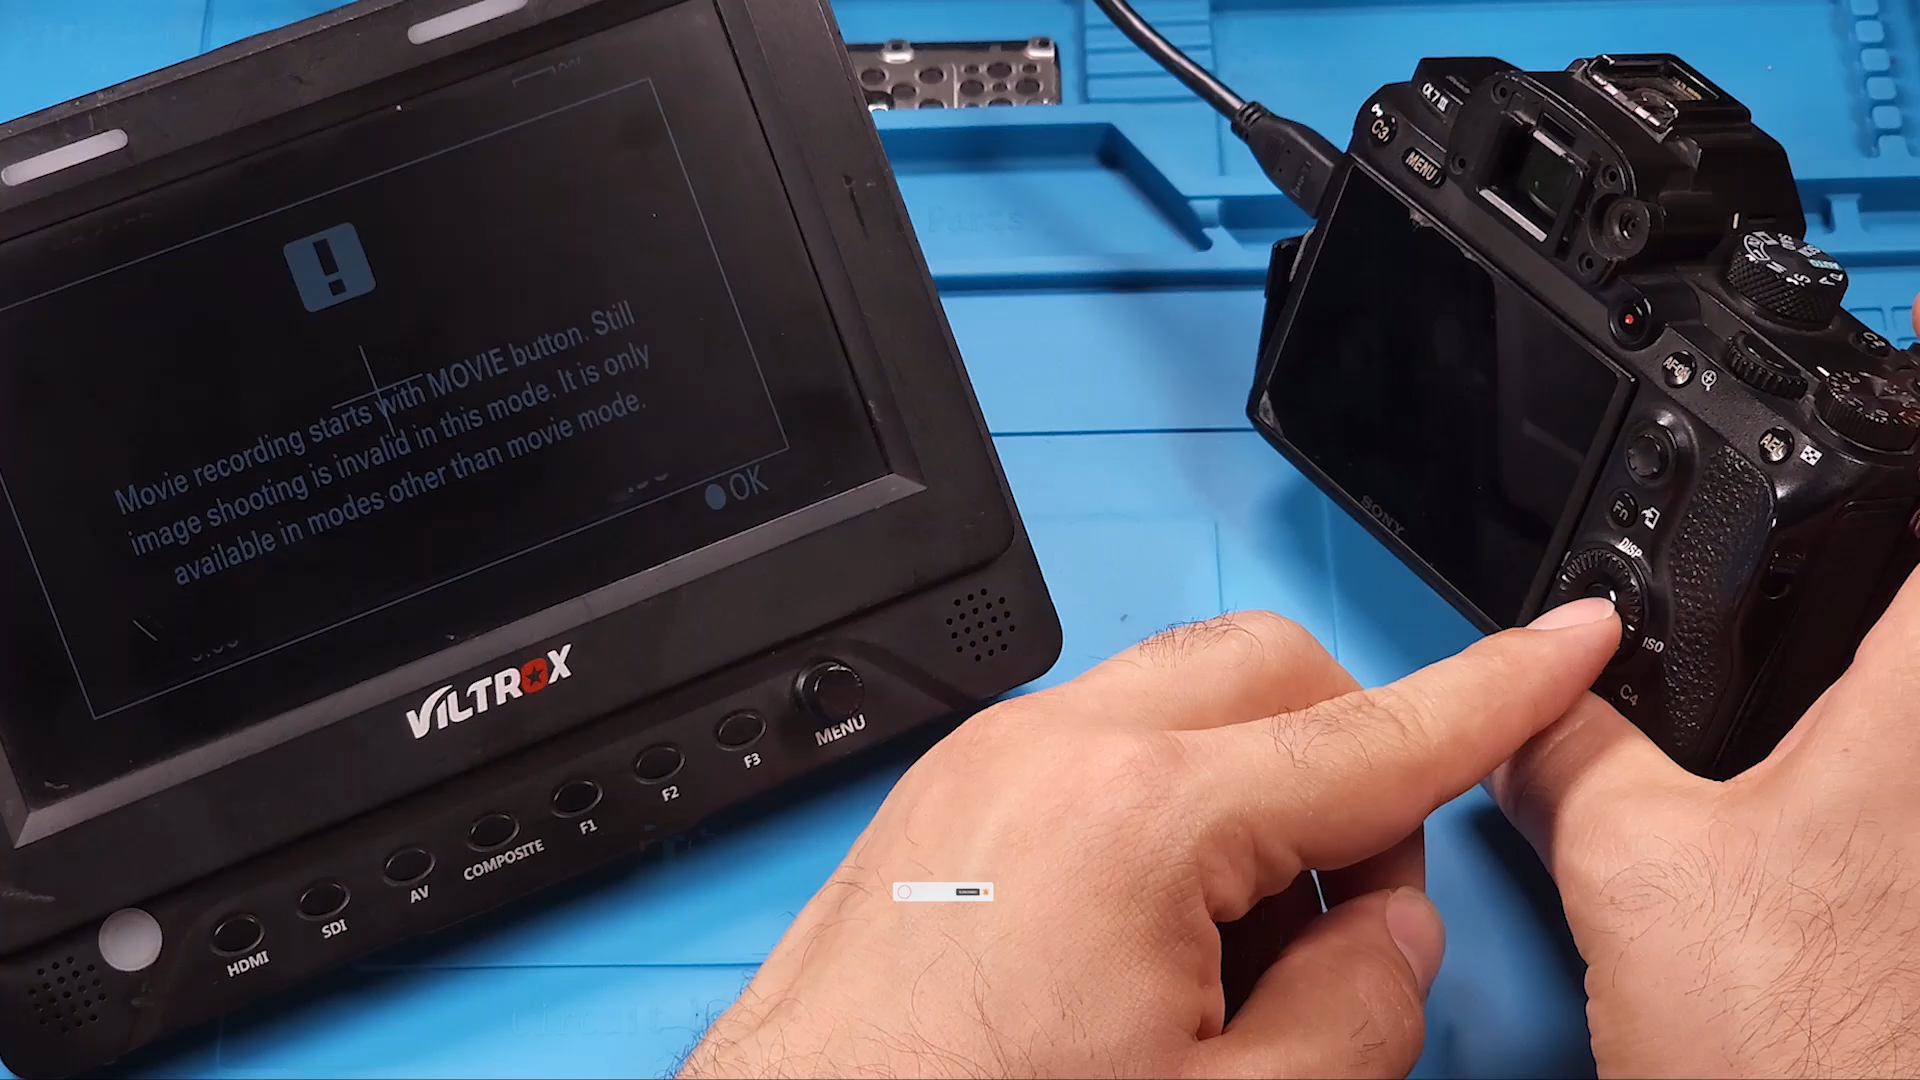 Movie recording starts with MOVIE button. Still
image shooting is invalid in this mode. It is only
available in modes other than movie mode.
OK
VILTROX
HDMI
SDI
AV
COMPOSITE
F1
F2
F3
MENU
α7III
C3
MENU
AUTO
AF-ON
AEL
SONY
Fn
DISP
ISO
C4